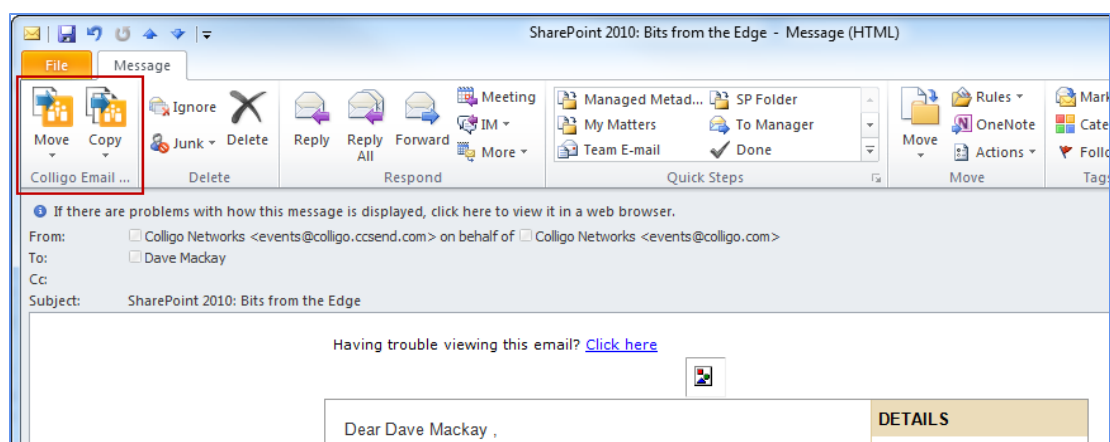 SharePoint 2010: Bits from the Edge - Message (HTML)
File Message
Move Copy Ignore Junk Delete Reply Reply All Forward Meeting IM More Managed Metad... My Matters Team E-mail SP Folder To Manager Done Move Rules OneNote Actions Mark Cate Follo
Colligo Email ... Delete Respond Quick Steps Move Tags
If there are problems with how this message is displayed, click here to view it in a web browser.
From: Colligo Networks <events@colligo.ccsend.com> on behalf of Colligo Networks <events@colligo.com>
To: Dave Mackay
Cc:
Subject: SharePoint 2010: Bits from the Edge
Having trouble viewing this email? Click here
Dear Dave Mackay ,
DETAILS